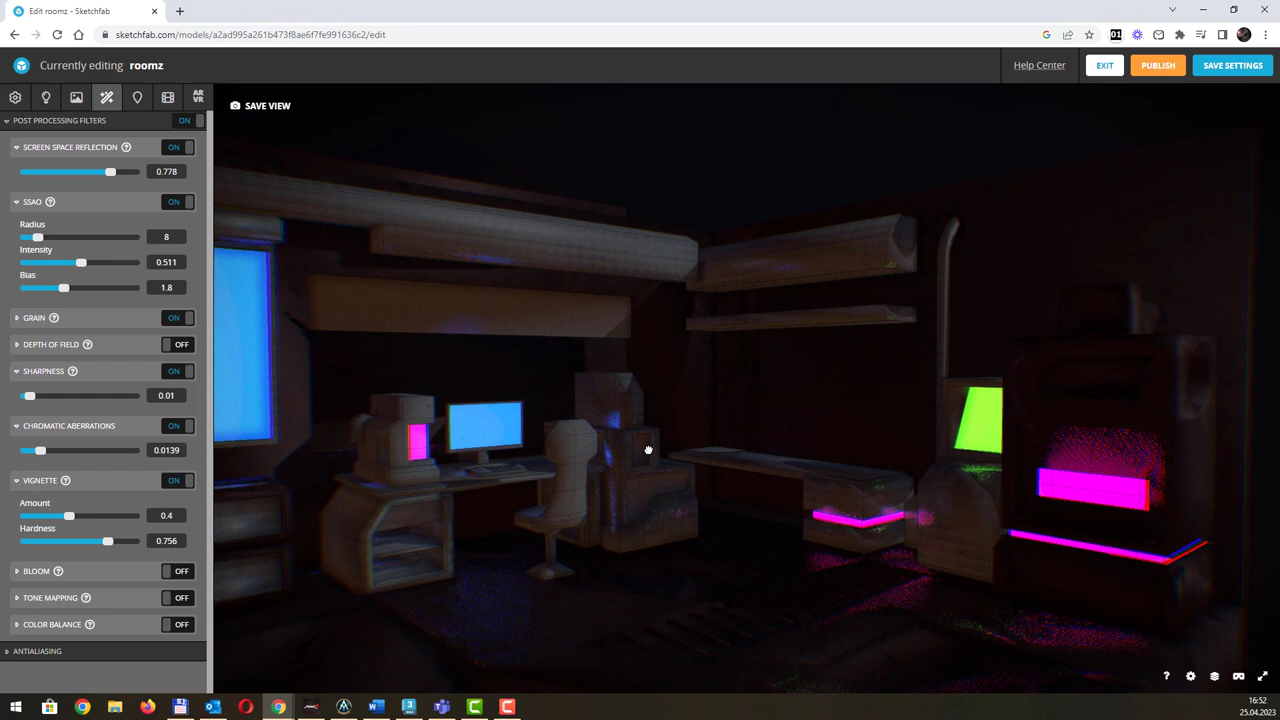 Edit roomz - Sketchfab
sketchfab.com/models/a2ad995a261b473f8ae6f7fe991636c2/edit
Currently editing roomz
Help Center
EXIT
PUBLISH
SAVE SETTINGS
AR
VR
SAVE VIEW
POST PROCESSING FILTERS ON
SCREEN SPACE REFLECTION ? ON
0.778
SSAO ? ON
Radius
8
Intensity
0.511
Bias
1.8
GRAIN ? ON
DEPTH OF FIELD ? OFF
SHARPNESS ? ON
0.01
CHROMATIC ABERRATIONS ON
0.0139
VIGNETTE ? ON
Amount
0.4
Hardness
0.756
BLOOM ? OFF
TONE MAPPING ? OFF
COLOR BALANCE ? OFF
ANTIALIASING
?
16:52
25.04.2023